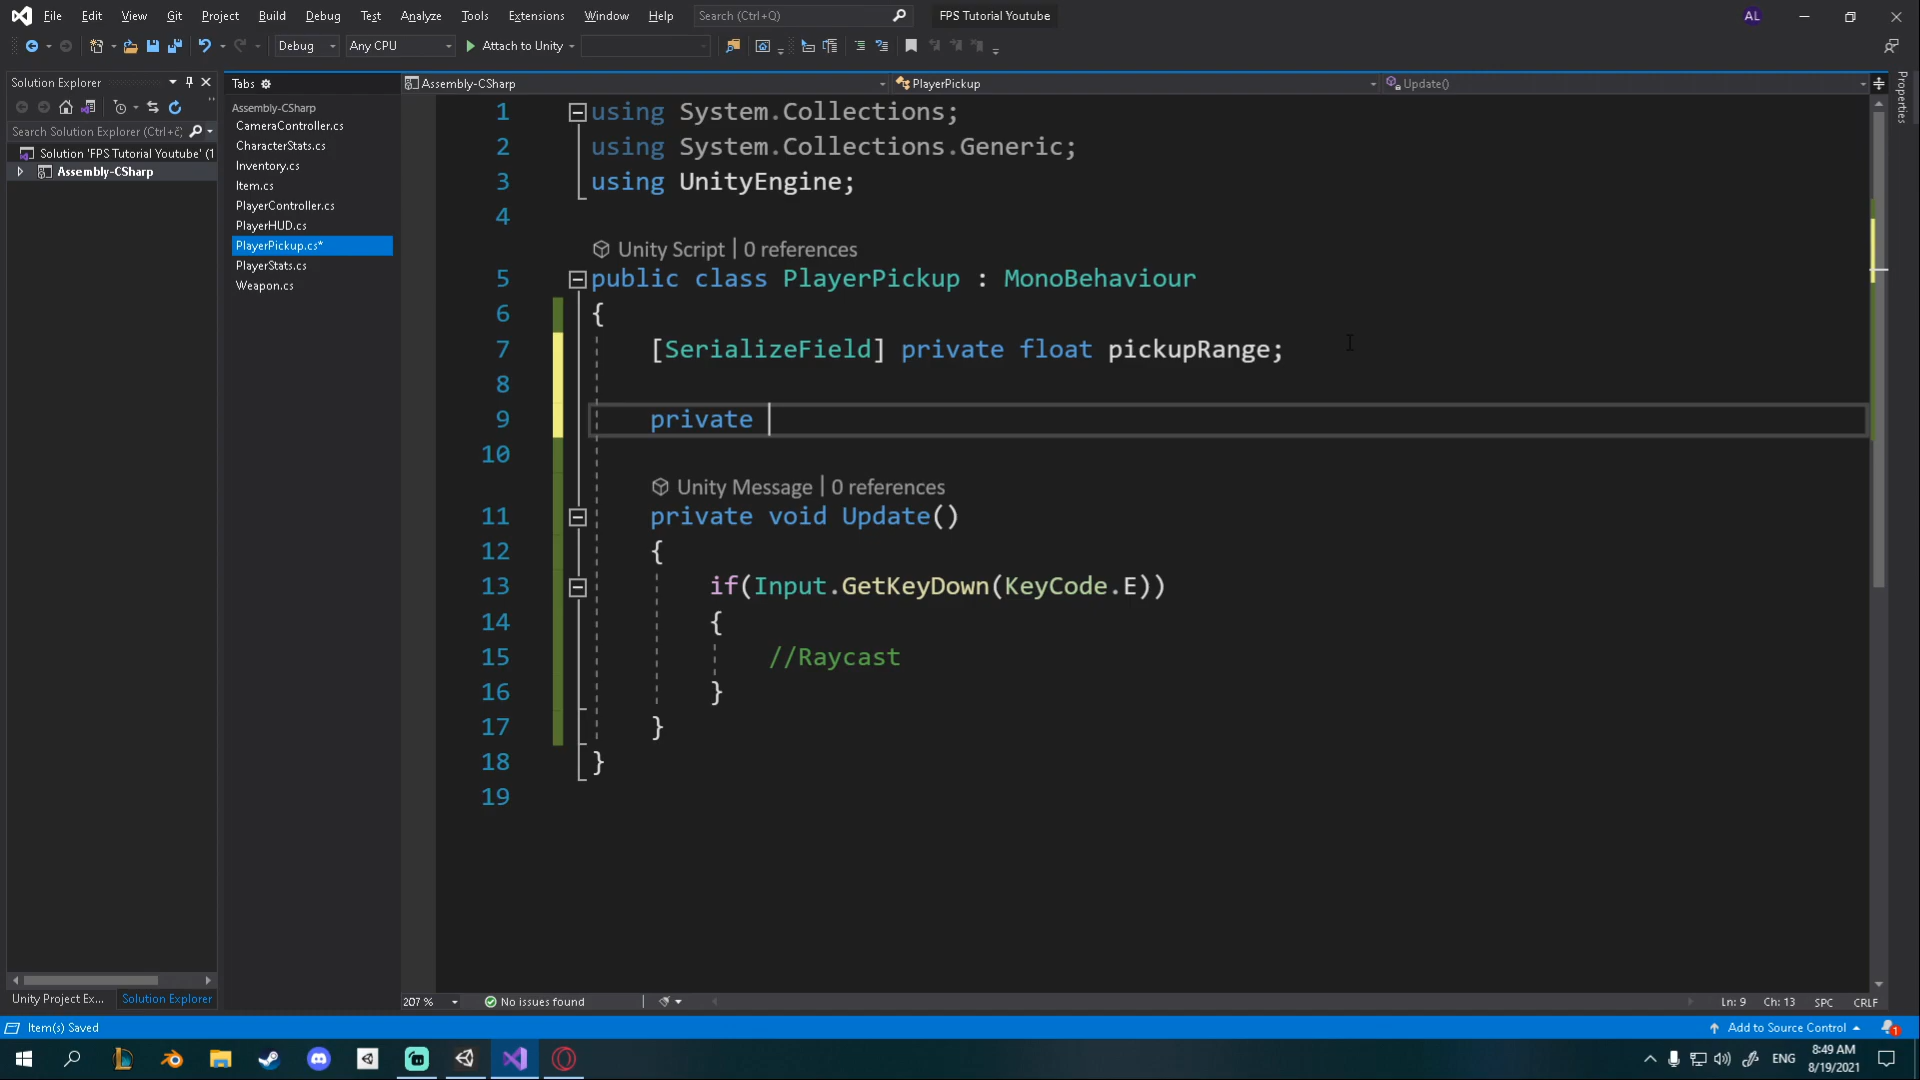 File Edit View Git Project Build Debug Test Analyze Tools Extensions Window Help Search (Ctrl+Q) FPS Tutorial Youtube AL
Debug Any CPU Attach to Unity
Solution Explorer
Search Solution Explorer (Ctrl+č)
Solution 'FPS Tutorial Youtube' (1
Assembly-CSharp
Tabs
Assembly-CSharp
CameraController.cs
CharacterStats.cs
Inventory.cs
Item.cs
PlayerController.cs
PlayerHUD.cs
PlayerPickup.cs*
PlayerStats.cs
Weapon.cs
Assembly-CSharp PlayerPickup Update()
Properties
1 using System.Collections;
2 using System.Collections.Generic;
3 using UnityEngine;
4
Unity Script | 0 references
5 public class PlayerPickup : MonoBehaviour
6 {
7 [SerializeField] private float pickupRange;
8
9 private
10
Unity Message | 0 references
11 private void Update()
12 {
13 if(Input.GetKeyDown(KeyCode.E))
14 {
15 //Raycast
16 }
17 }
18 }
19
Unity Project Ex... Solution Explorer
207 % No issues found Ln: 9 Ch: 13 SPC CRLF
Item(s) Saved Add to Source Control 1
ENG 8:49 AM
8/19/2021